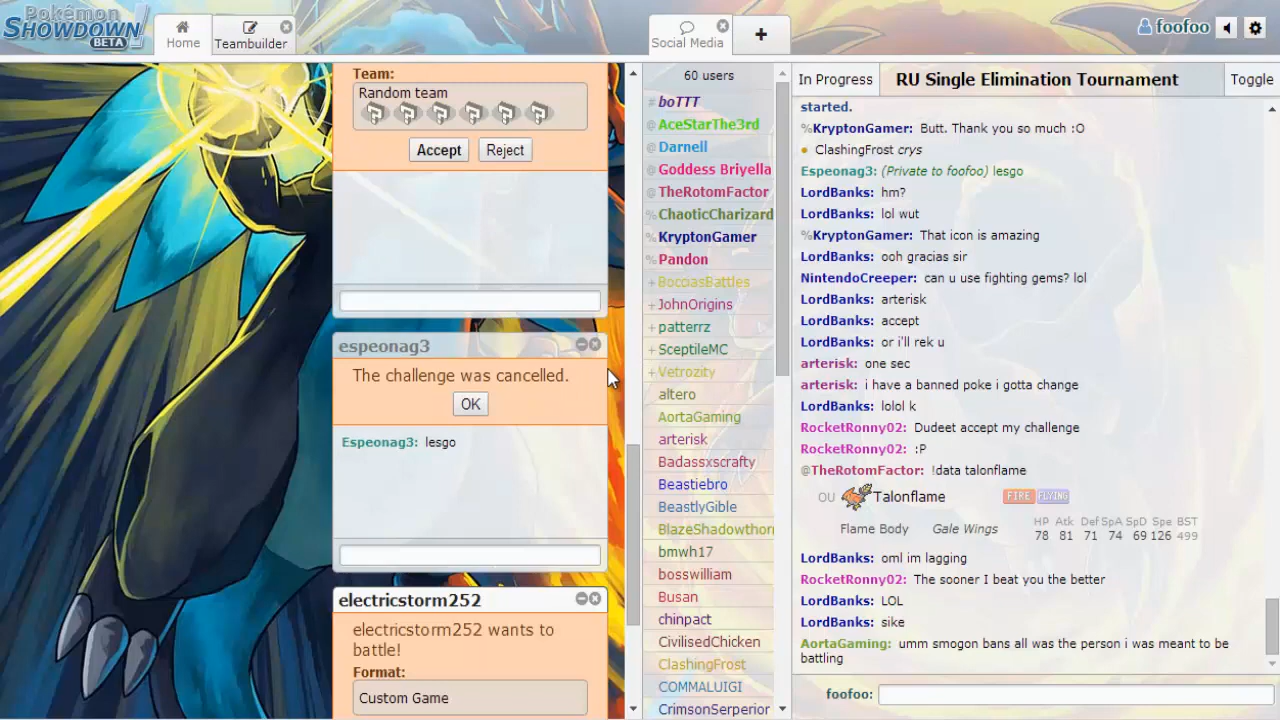 Pokémon
SHOWDOWN!
BETA
Home
Teambuilder
Social Media
+
foofoo
Team:
Random team
Accept
Reject
espeonag3
The challenge was cancelled.
OK
Espeonag3: lesgo
electricstorm252
electricstorm252 wants to
battle!
Format:
Custom Game
60 users
# boTTT
@ AceStarThe3rd
@ Darnell
@ Goddess Briyella
@ TheRotomFactor
% ChaoticCharizard
% KryptonGamer
% Pandon
+ BocciasBattles
+ JohnOrigins
+ patterrz
+ SceptileMC
+ Vetrozity
altero
AortaGaming
arterisk
Badassxscrafty
Beastiebro
BeastlyGible
BlazeShadowthorn
bmwh17
bosswilliam
Busan
chinpact
CivilisedChicken
ClashingFrost
COMMALUIGI
CrimsonSerperior
In Progress
RU Single Elimination Tournament
Toggle
started.
%KryptonGamer: Butt. Thank you so much :O
• ClashingFrost crys
Espeonag3: (Private to foofoo) lesgo
LordBanks: hm?
LordBanks: lol wut
%KryptonGamer: That icon is amazing
LordBanks: ooh gracias sir
NintendoCreeper: can u use fighting gems? lol
LordBanks: arterisk
LordBanks: accept
LordBanks: or i'll rek u
arterisk: one sec
arterisk: i have a banned poke i gotta change
LordBanks: lolol k
RocketRonny02: Dudeet accept my challenge
RocketRonny02: :P
@TheRotomFactor: !data talonflame
OU Talonflame FIRE FLYING
Flame Body Gale Wings
HP Atk Def SpA SpD Spe BST
78 81 71 74 69 126 499
LordBanks: oml im lagging
RocketRonny02: The sooner I beat you the better
LordBanks: LOL
LordBanks: sike
AortaGaming: umm smogon bans all was the person i was meant to be
battling
foofoo: